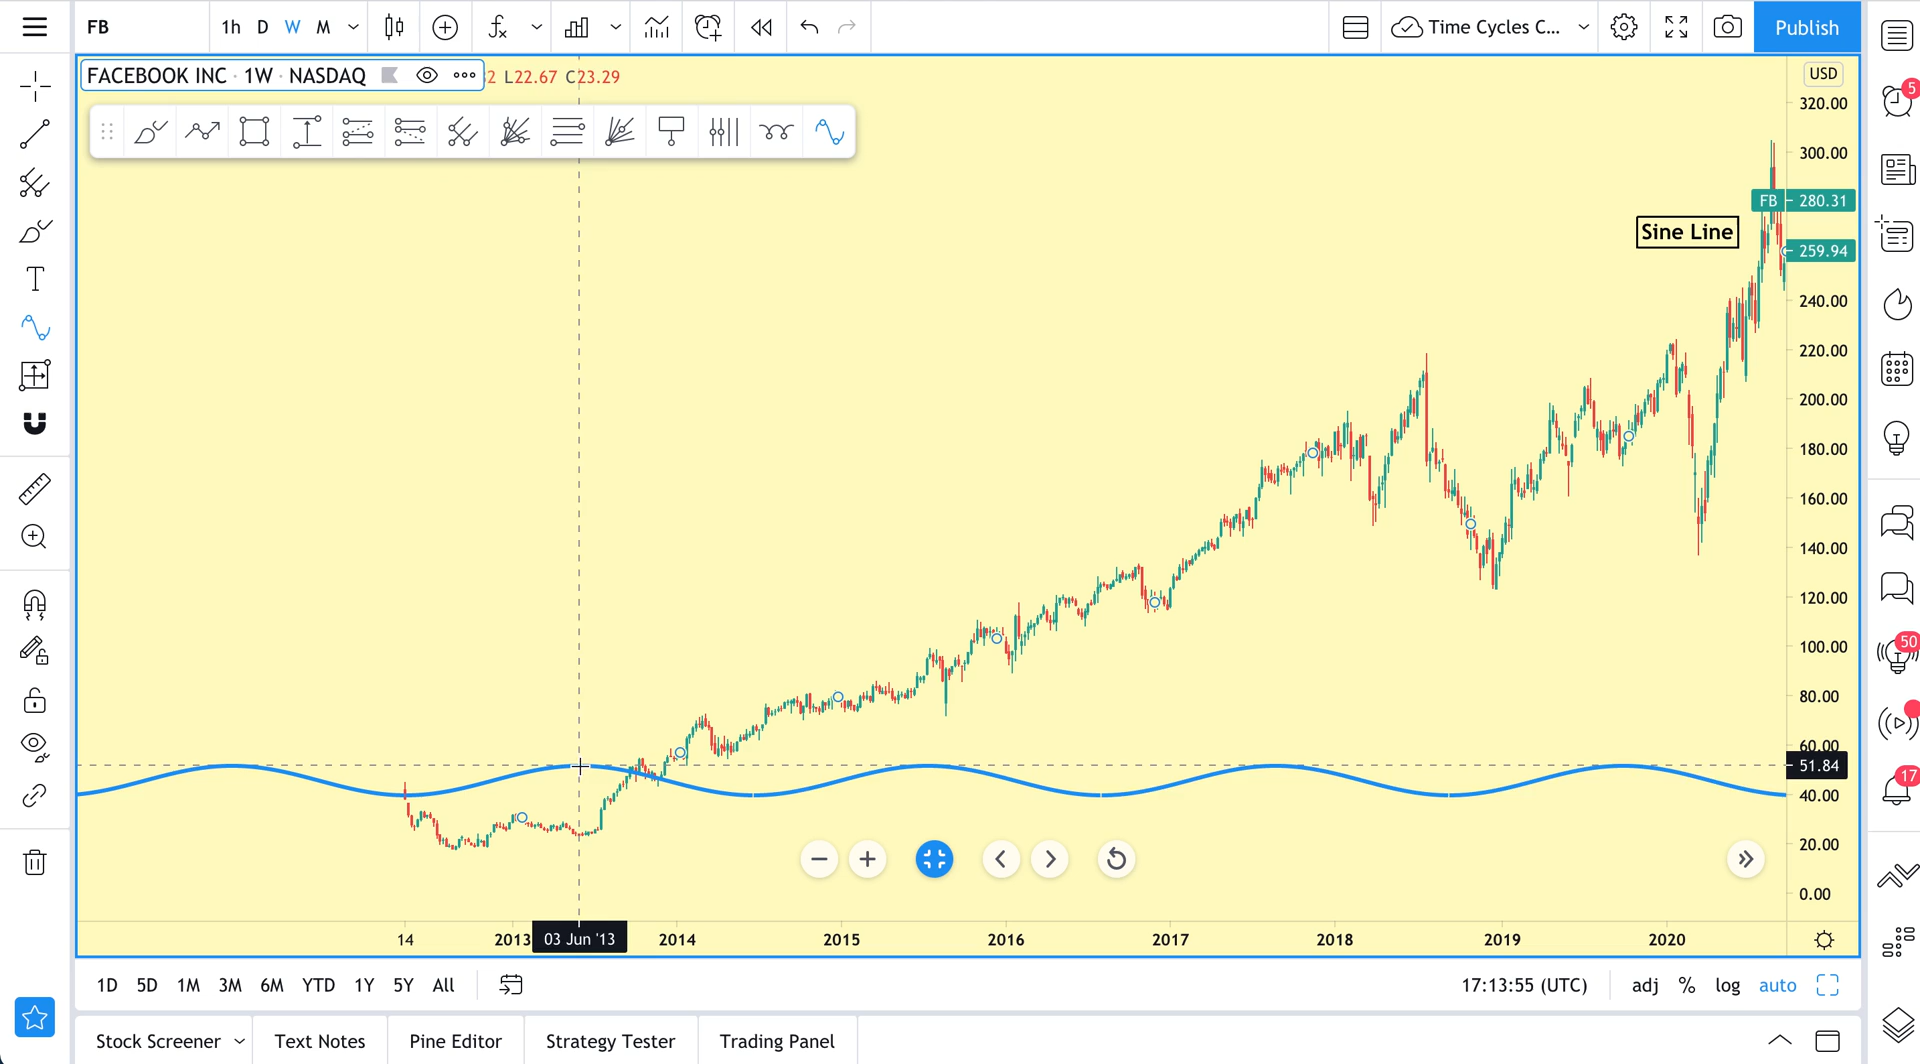 FB
1h D W M
Time Cycles C...
Publish
FACEBOOK INC · 1W · NASDAQ
L22.67 C23.29
USD
320.00
5
300.00
FB 280.31
Sine Line
259.94
240.00
220.00
200.00
180.00
160.00
140.00
120.00
100.00
50
80.00
60.00
51.84
17
40.00
20.00
0.00
14 2013 03 Jun '13 2014 2015 2016 2017 2018 2019 2020
1D 5D 1M 3M 6M YTD 1Y 5Y All
17:13:55 (UTC)
adj % log auto
Stock Screener
Text Notes
Pine Editor
Strategy Tester
Trading Panel